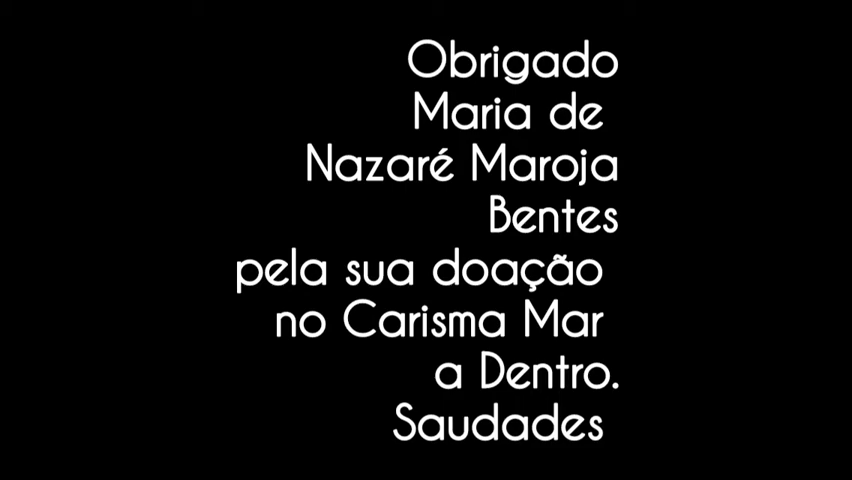 Obrigado
Maria de
Nazaré Maroja
Bentes
pela sua doação
no Carisma Mar
a Dentro.
Saudades